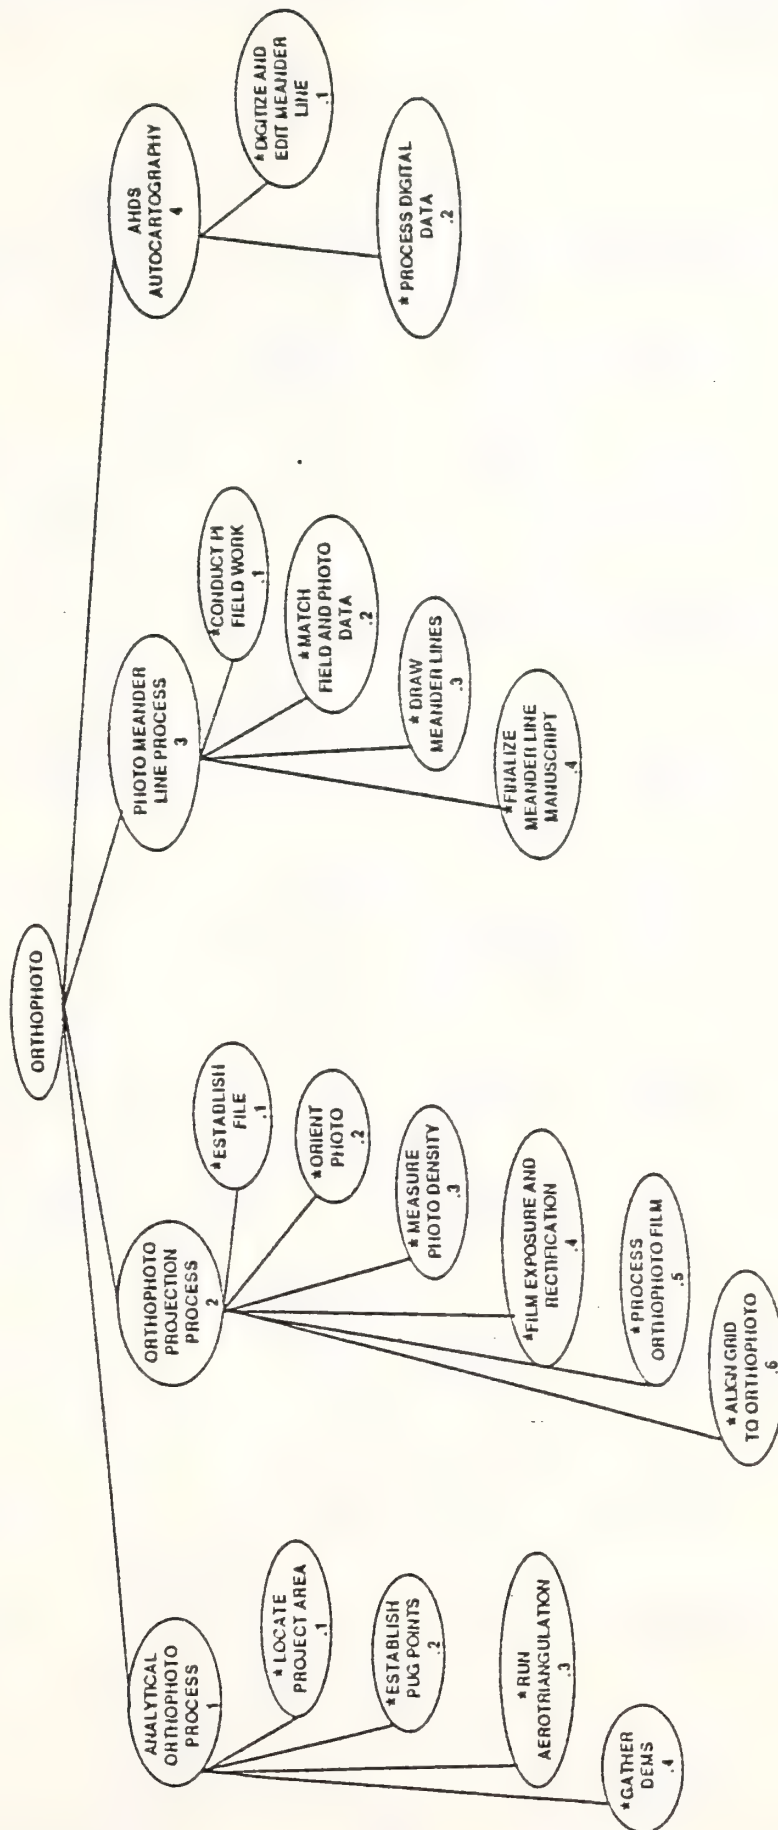 ORTHOPHOTO
ANALYTICAL
ORTHOPHOTO
PROCESS
1
* LOCATE
PROJECT AREA
.1
*ESTABLISH
PUG POINTS
.2
*RUN
AEROTRIANGULATION
.3
*GATHER
DEMS
.4
ORTHOPHOTO
PROJECTION
PROCESS
2
*ESTABLISH
FILE
.1
*ORIENT
PHOTO
.2
* MEASURE
PHOTO DENSITY
.3
*FILM EXPOSURE AND
RECTIFICATION
.4
* PROCESS
ORTHOPHOTO FILM
.5
* ALIGN GRID
TO ORTHOPHOTO
.6
PHOTO MEANDER
LINE PROCESS
3
*CONDUCT PI
FIELD WORK
.1
* MATCH
FIELD AND PHOTO
DATA
.2
* DRAW
MEANDER LINES
.3
*FINALIZE
MEANDER LINE
MANUSCRIPT
.4
AHDS
AUTOCARTOGRAPHY
4
* DIGITIZE AND
EDIT MEANDER
LINE
.1
* PROCESS DIGITAL
DATA
.2